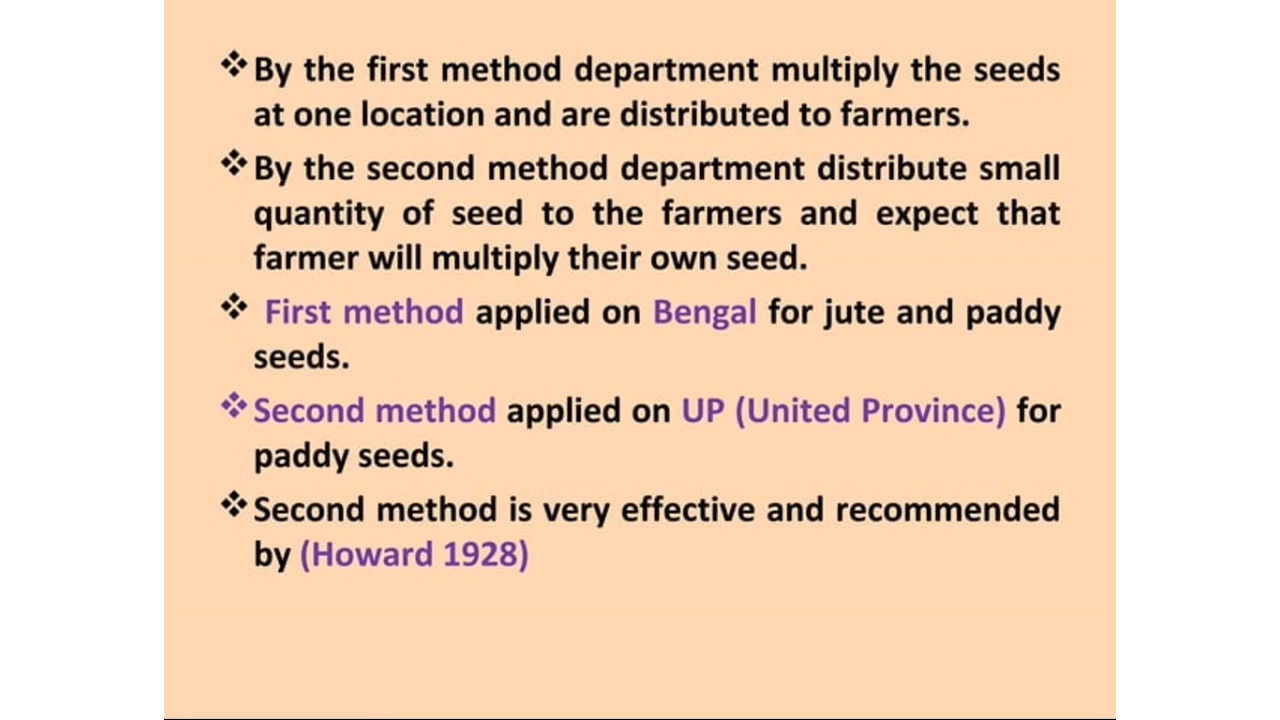 ❖By the first method department multiply the seeds
at one location and are distributed to farmers.
❖By the second method department distribute small
quantity of seed to the farmers and expect that
farmer will multiply their own seed.
❖ First method applied on Bengal for jute and paddy
seeds.
❖Second method applied on UP (United Province) for
paddy seeds.
❖Second method is very effective and recommended
by (Howard 1928)